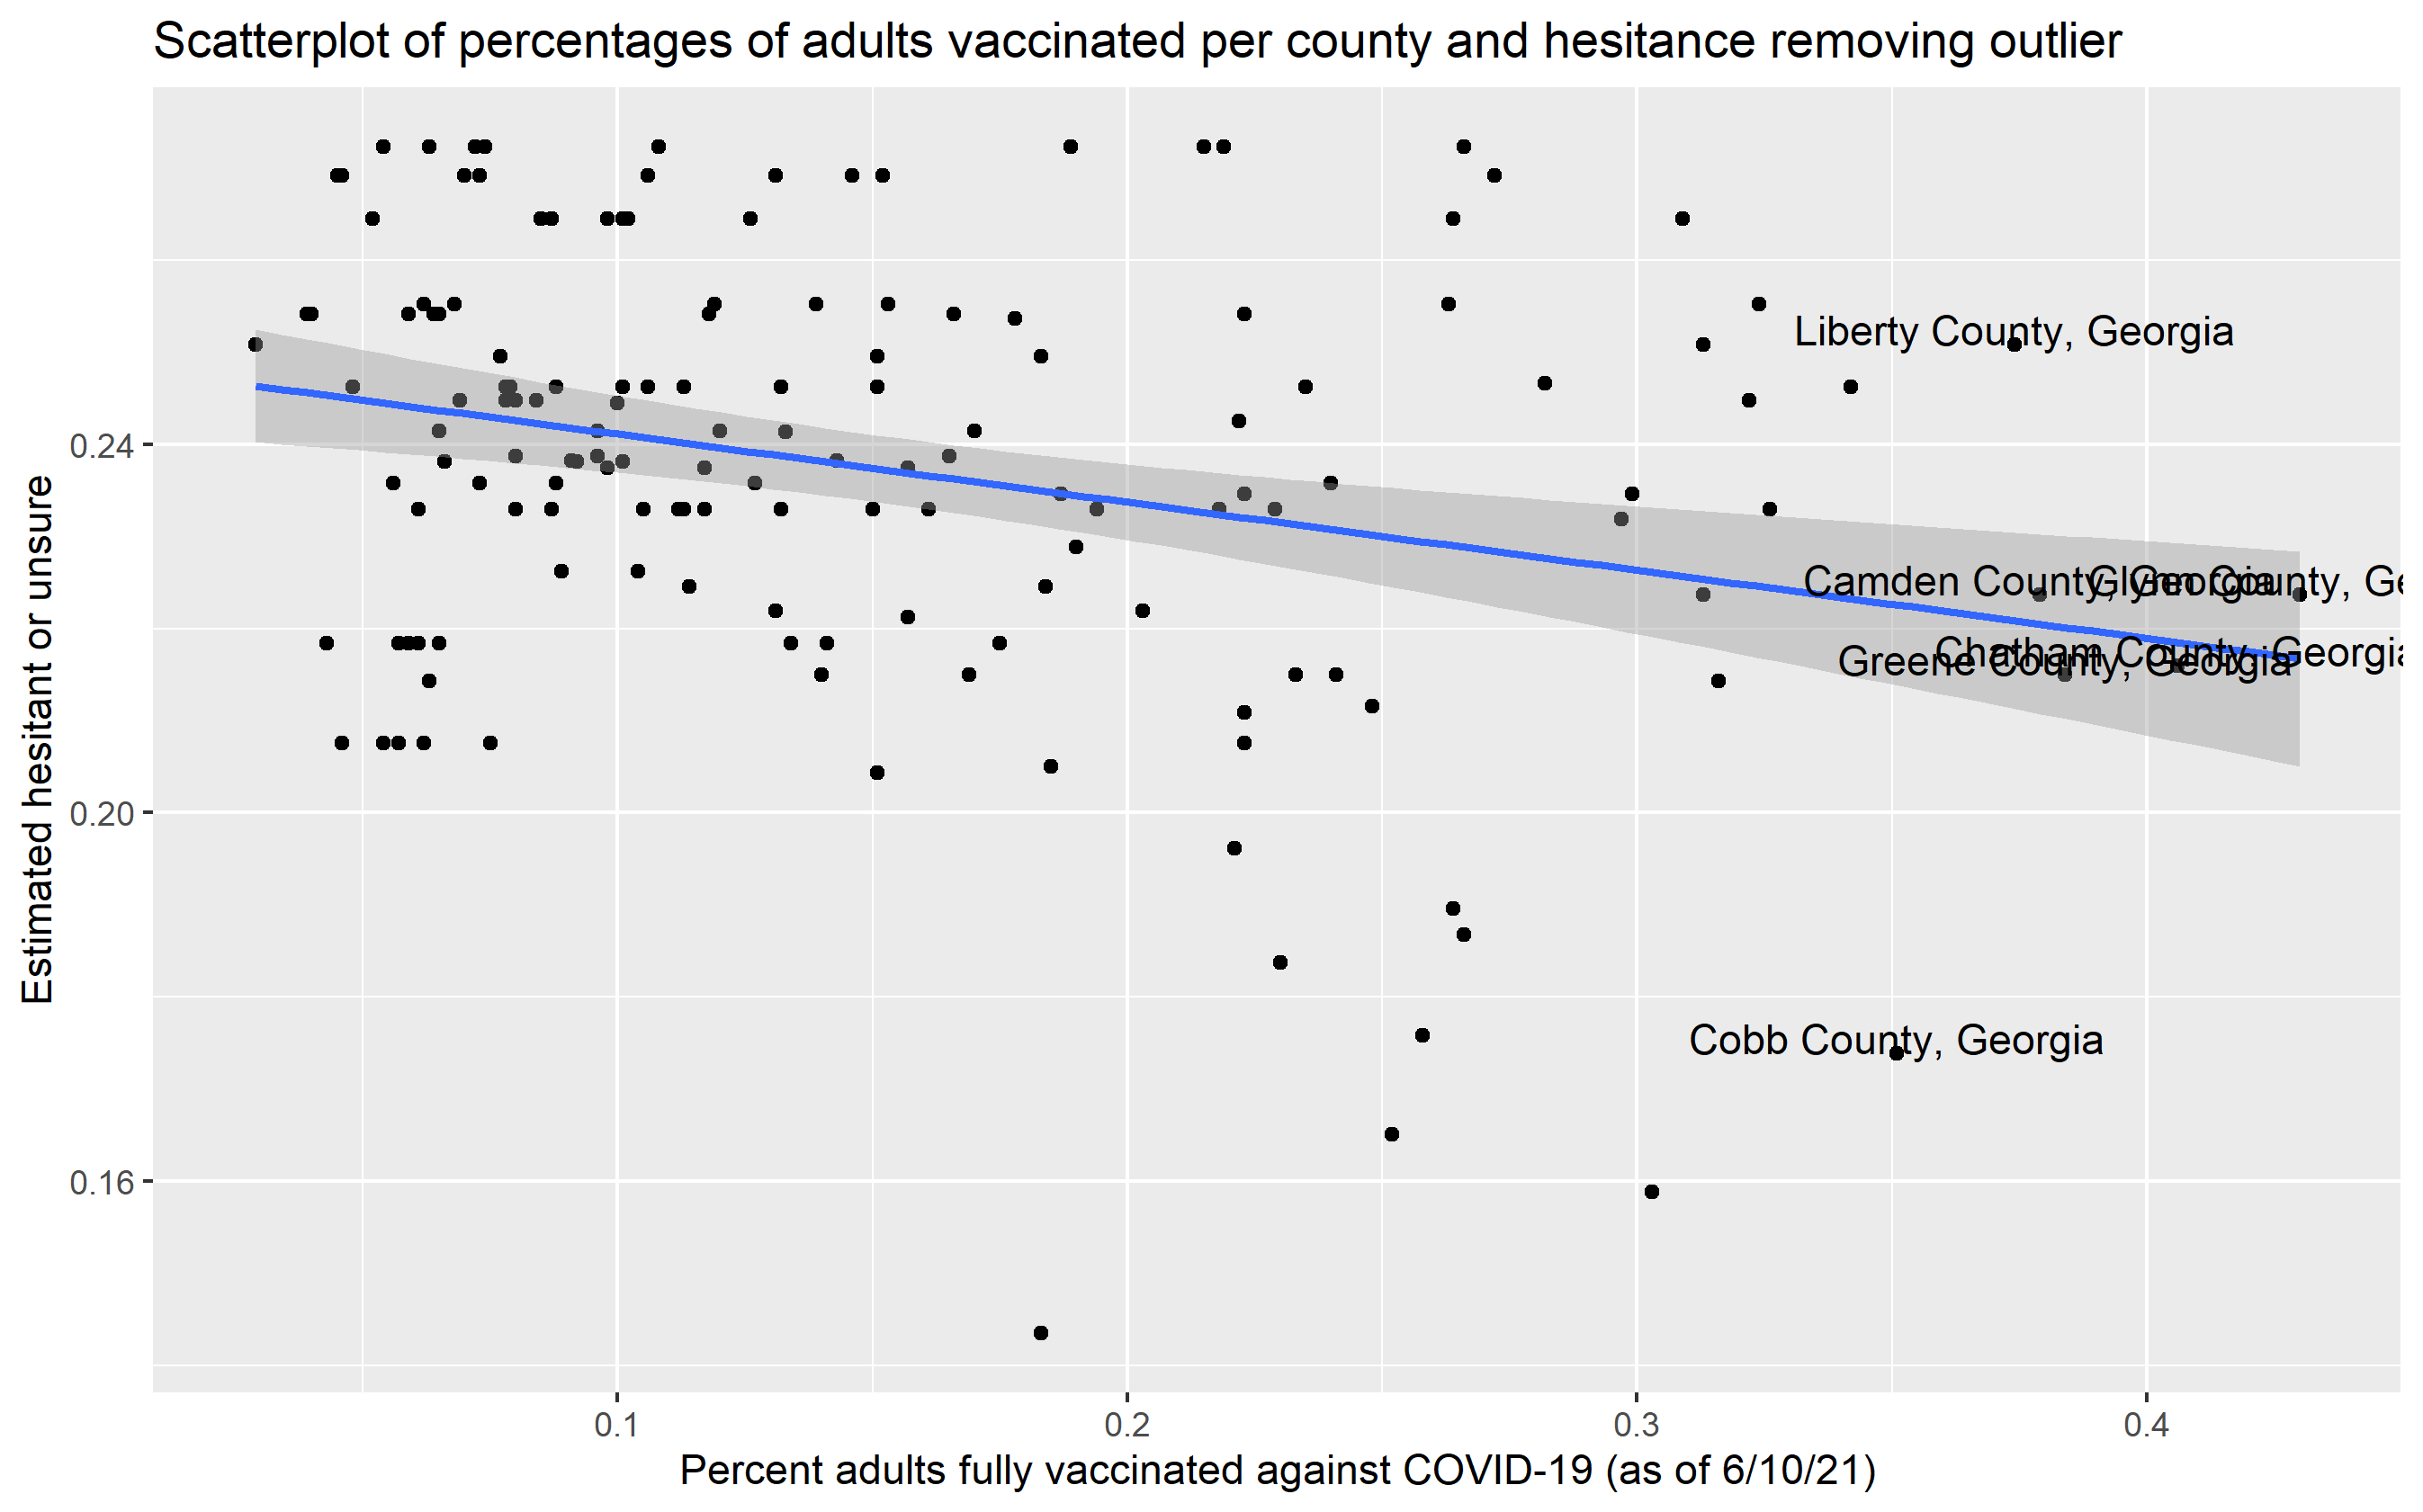 Scatterplot of percentages of adults vaccinated per county and hesitance removing outlier
Estimated hesitant or unsure
0.24
0.20
0.16
Liberty County, Georgia
Camden County, Georgia
Glynn County, Ge
Chatham County, Georgia
Greene County, Georgia
Cobb County, Georgia
0.1 0.2 0.3 0.4
Percent adults fully vaccinated against COVID-19 (as of 6/10/21)